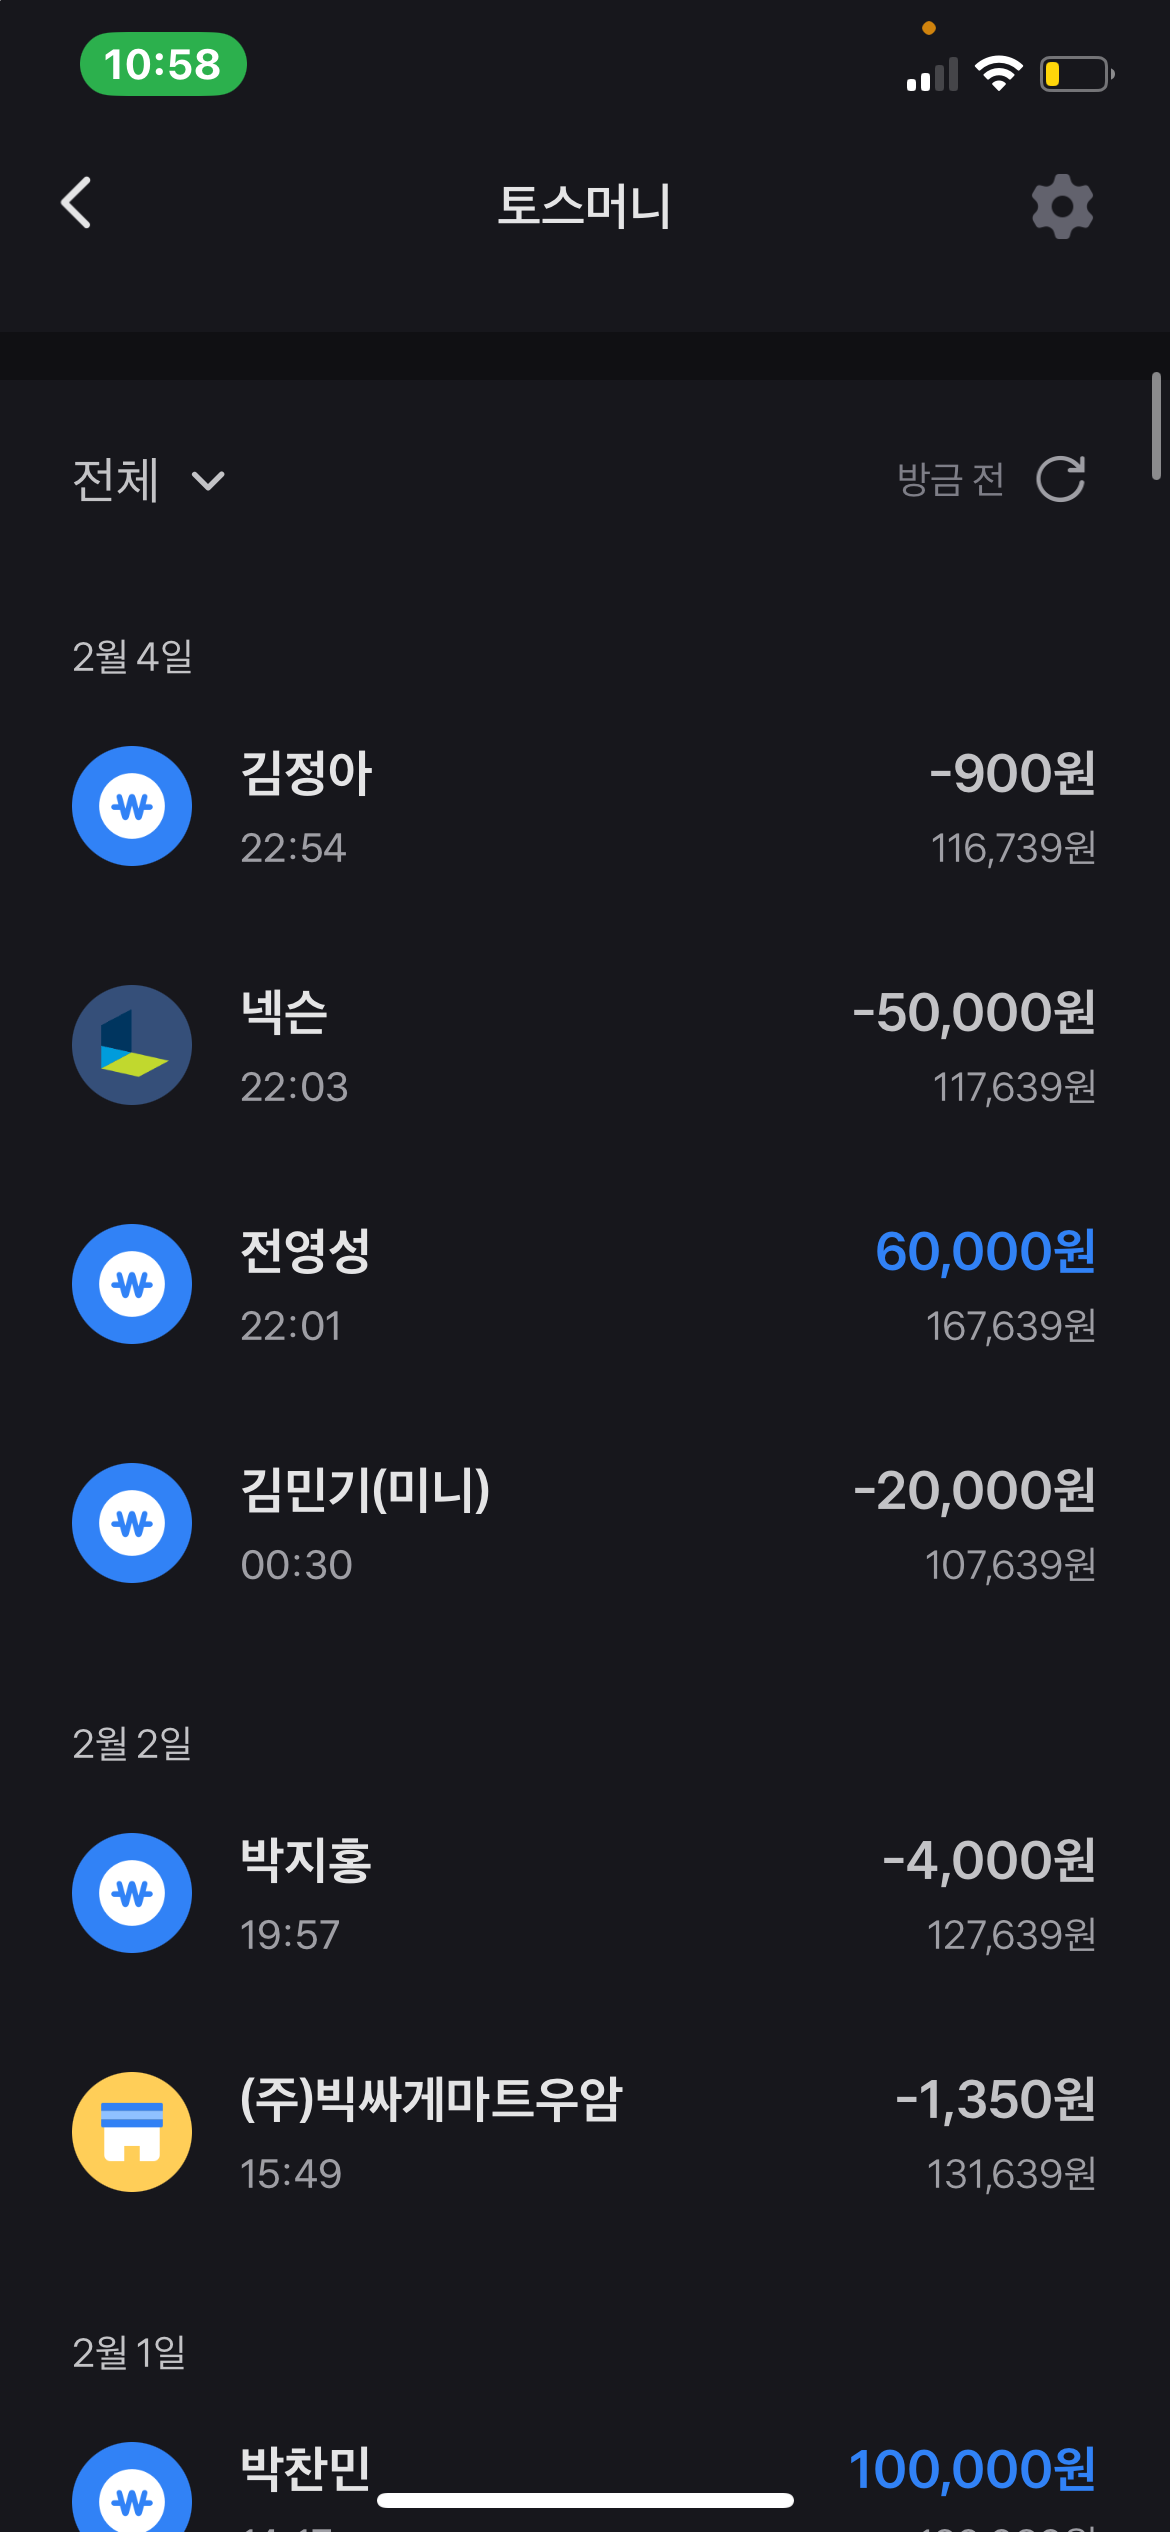 10:58
토스머니
전체
방금 전
2월 4일
김정아 -900원
22:54 116,739원
넥슨 -50,000원
22:03 117,639원
전영성 60,000원
22:01 167,639원
김민기(미니) -20,000원
00:30 107,639원
2월 2일
박지홍 -4,000원
19:57 127,639원
(주)빅싸게마트우암 -1,350원
15:49 131,639원
2월 1일
박찬민 100,000원